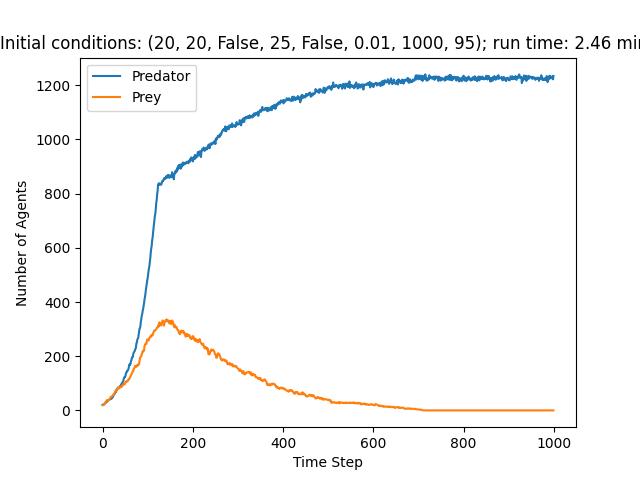 Initial conditions: (20, 20, False, 25, False, 0.01, 1000, 95); run time: 2.46 min
Predator
Prey
1200
1000
800
600
400
200
0
Number of Agents
0 200 400 600 800 1000
Time Step